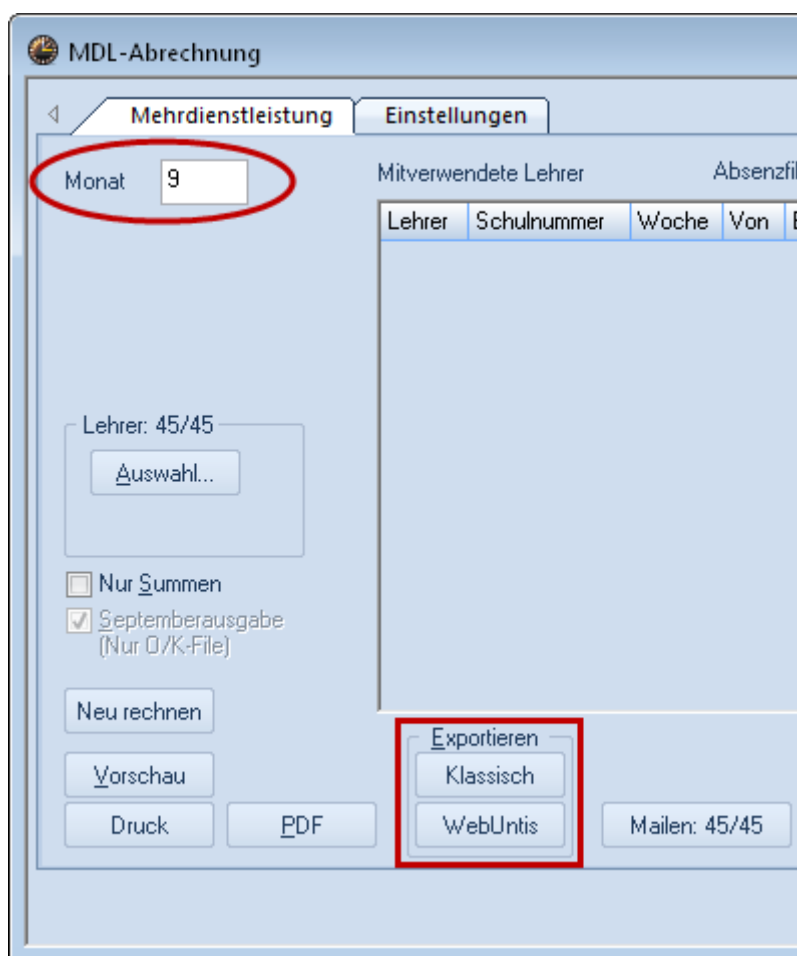 MDL-Abrechnung
Mehrdienstleistung
Einstellungen
Monat 9
Mitverwendete Lehrer
Lehrer Schulnummer Woche Von
Lehrer: 45/45
Auswahl...
Nur Summen
Septemberausgabe
(Nur O/K-File)
Neu rechnen
Exportieren
Vorschau
Klassisch
Druck
PDF
WebUntis
Mailen: 45/45